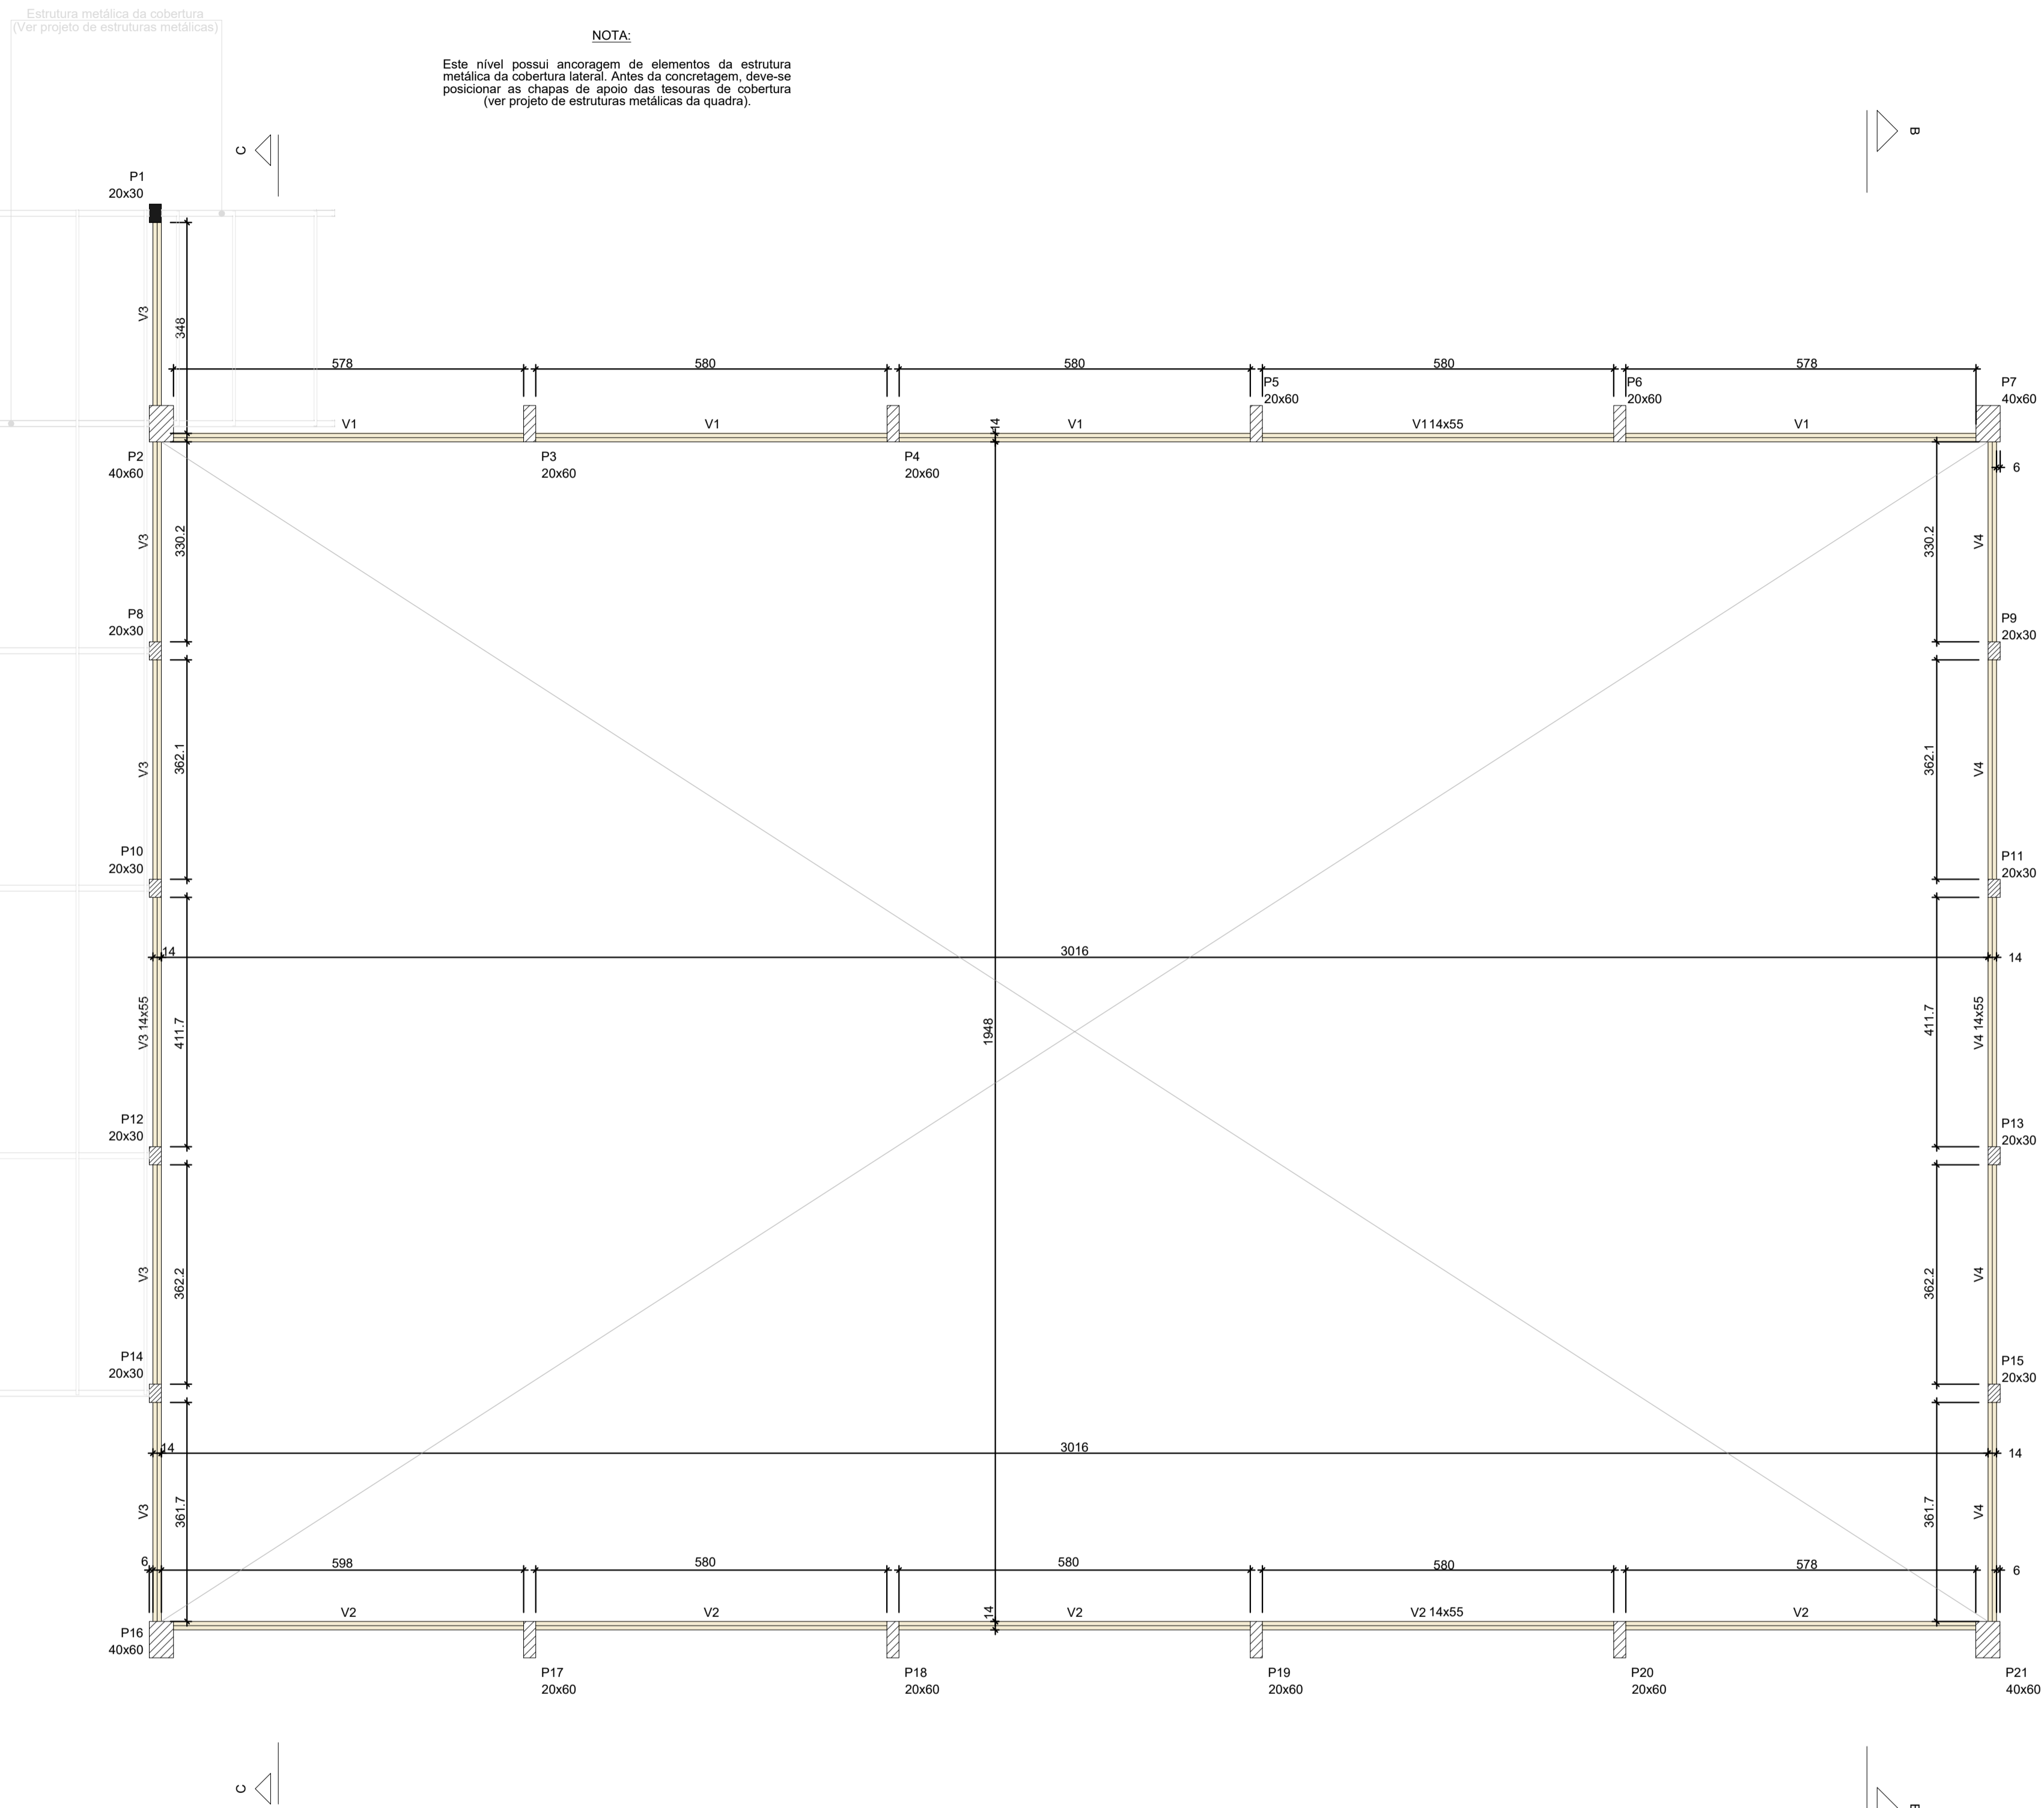 Estrutura metálica da cobertura
(Ver projeto de estruturas metálicas)
NOTA:
Este nível possui ancoragem de elementos da estrutura
metálica da cobertura lateral. Antes da concretagem, deve-se
posicionar as chapas de apoio das tesouras de cobertura
(ver projeto de estruturas metálicas da quadra).
C
B
P1
20x30
V3
348
578
580
580
580
578
P5
20x60
P6
20x60
P7
40x60
V1
V1
14
V1
V1 14x55
V1
P2
40x60
P3
20x60
P4
20x60
6
V3
330.2
330.2
V4
P8
20x30
P9
20x30
V3
362.1
362.1
V4
P10
20x30
P11
20x30
14
3016
14
V3 14x55
411.7
1948
411.7
V4 14x55
P12
20x30
P13
20x30
V3
362.2
362.2
V4
P14
20x30
P15
20x30
14
3016
14
V3
361.7
361.7
V4
6
598
580
580
580
578
6
V2
V2
14
V2
V2 14x55
V2
P16
40x60
P17
20x60
P18
20x60
P19
20x60
P20
20x60
P21
40x60
C